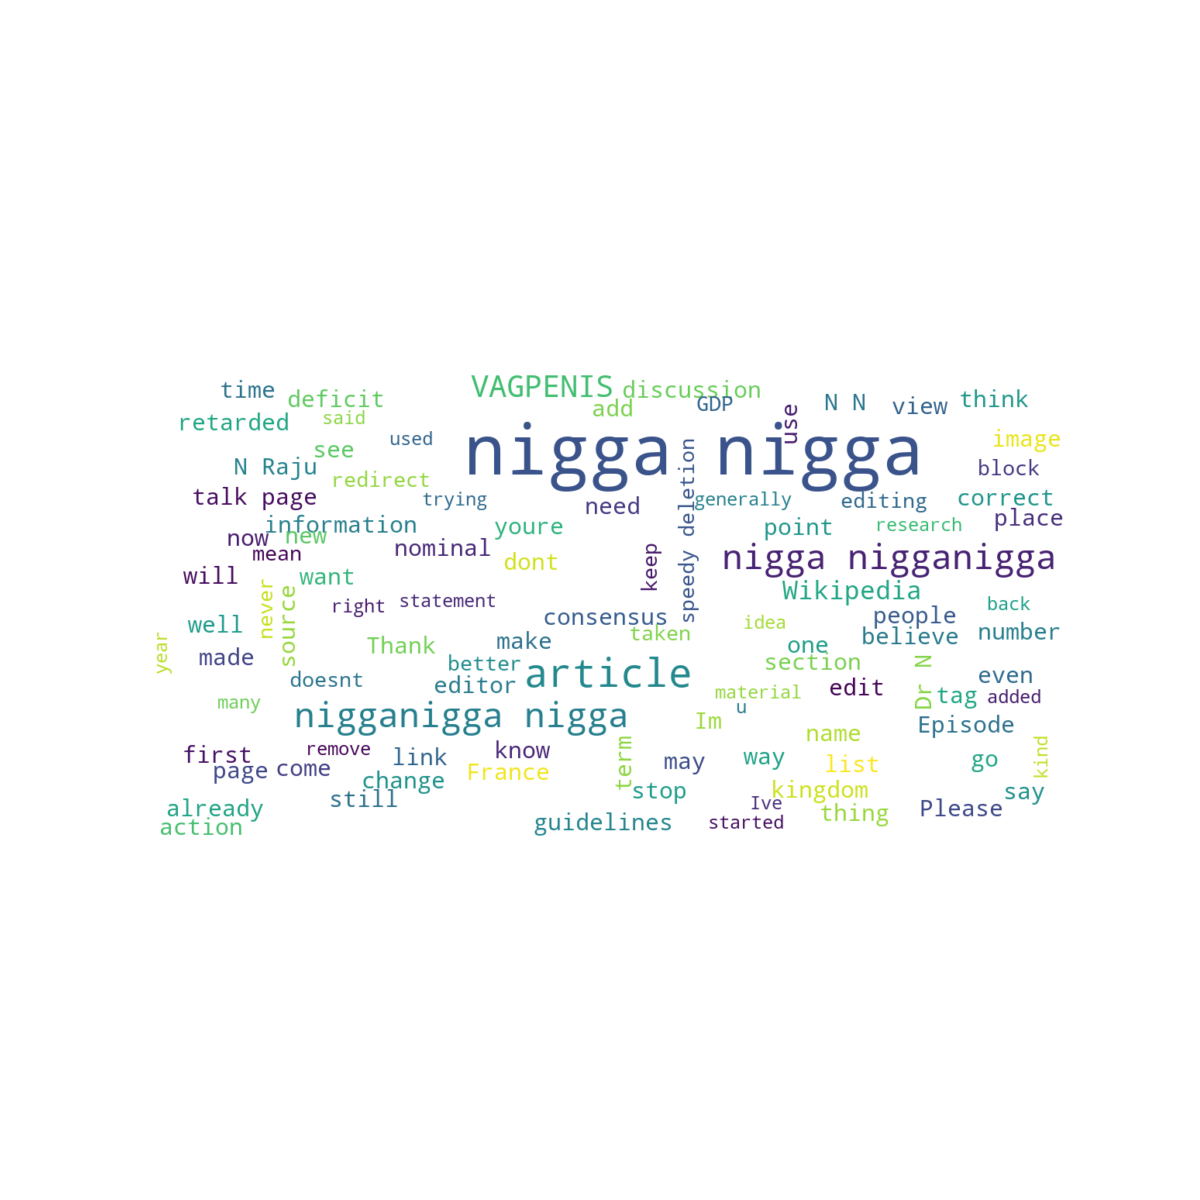 VAGPENIS
time
deficit
discussion
add
GDP
use
N N
view
think
retarded
said
used
see
nigga nigga
image
N Raju
redirect
block
talk page
trying
need
speedy deletion
generally
editing
correct
information
youre
point
research
place
now
new
mean
nominal
dont
keep
nigga nigganigga
will
want
Wikipedia
never
source
right
statement
back
well
consensus
people
year
Thank
make
taken
idea
one
believe
number
made
better
section
doesnt
editor
article
material
edit
Dr N
tag
even
added
many
u
nigganigga nigga
Im
name
Episode
first
remove
link
know
term
may
way
list
go
kind
page
come
change
France
stop
kingdom
say
already
still
Ive
thing
Please
action
guidelines
started